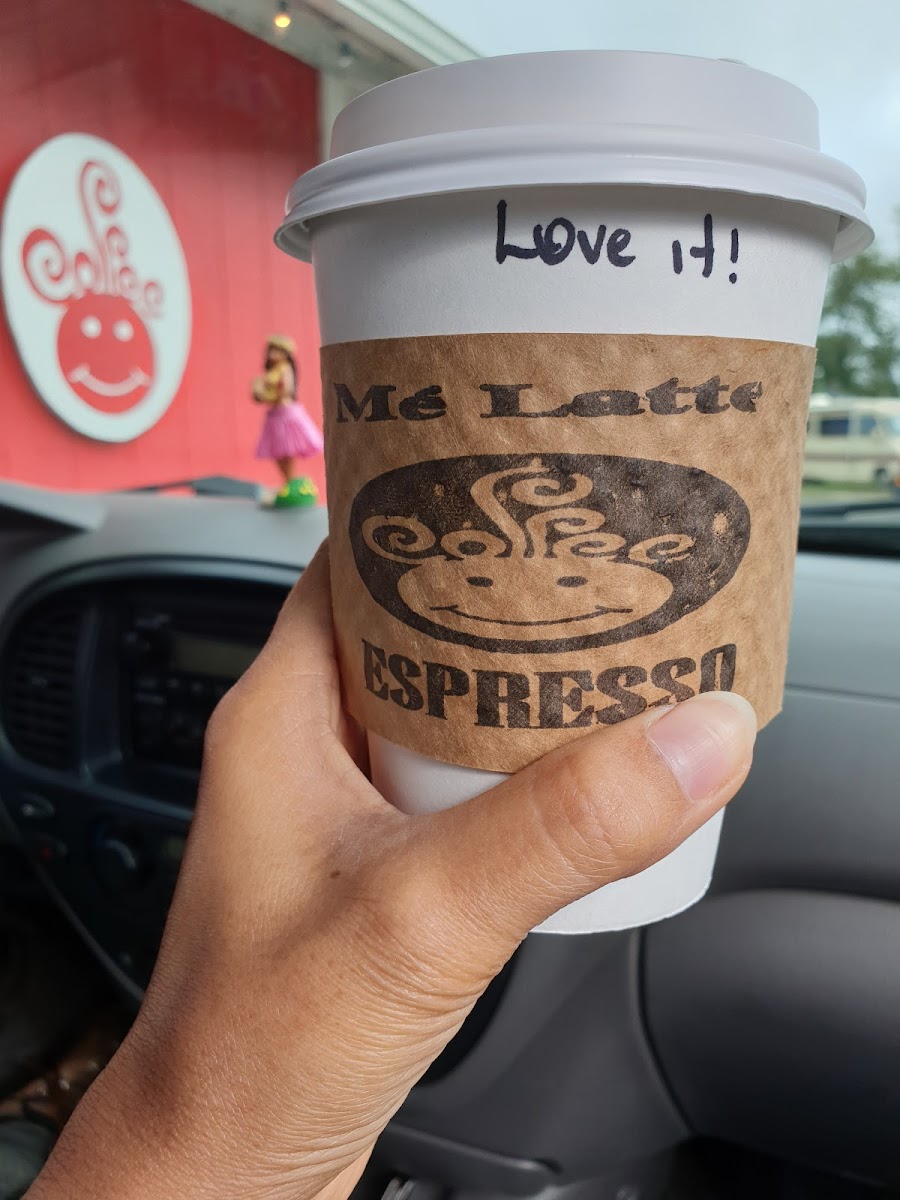 coffee
Love it!
Mé Latte
coffee
ESPRESSO